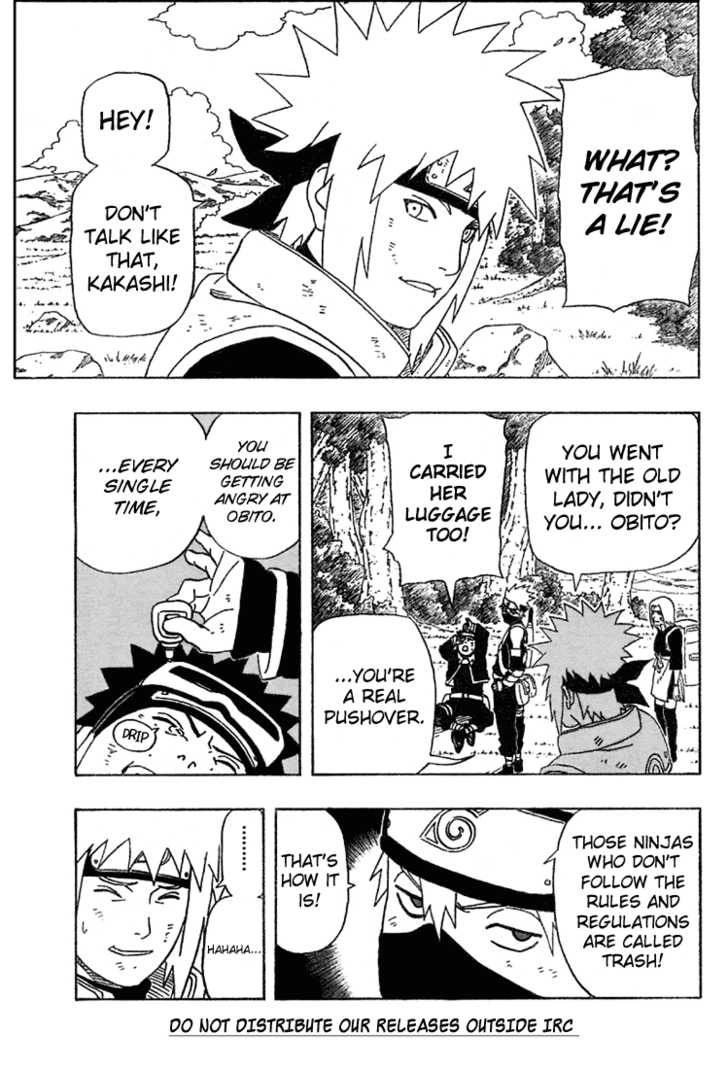 WHAT?
THAT'S
A LIE!
HEY!
DON'T
TALK LIKE
THAT,
KAKASHI!
YOU WENT
WITH THE OLD
LADY, DIDN'T
YOU... OBITO?
I
CARRIED
HER
LUGGAGE
TOO!
...YOU'RE
A REAL
PUSHOVER.
YOU
SHOULD BE
GETTING
ANGRY AT
OBITO.
...EVERY
SINGLE
TIME,
DRIP
THOSE NINJAS
WHO DON'T
FOLLOW THE
RULES AND
REGULATIONS
ARE CALLED
TRASH!
THAT'S
HOW IT
IS!
.........
HAHAHA...
DO NOT DISTRIBUTE OUR RELEASES OUTSIDE IRC